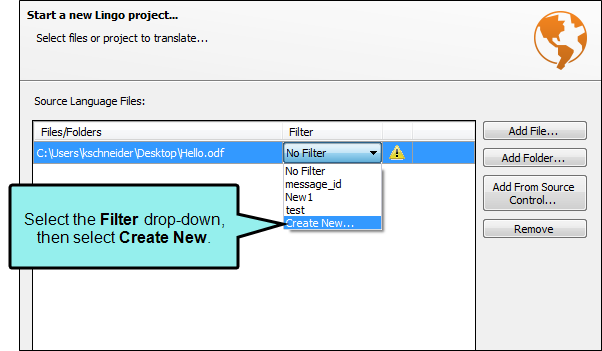 Start a new Lingo project...
Select files or project to translate...
Source Language Files:
Files/Folders Filter
C:\Users\kschneider\Desktop\Hello.odf No Filter
No Filter
message_id
New1
test
Create New...
Select the Filter drop-down,
then select Create New.
Add File...
Add Folder...
Add From Source
Control...
Remove